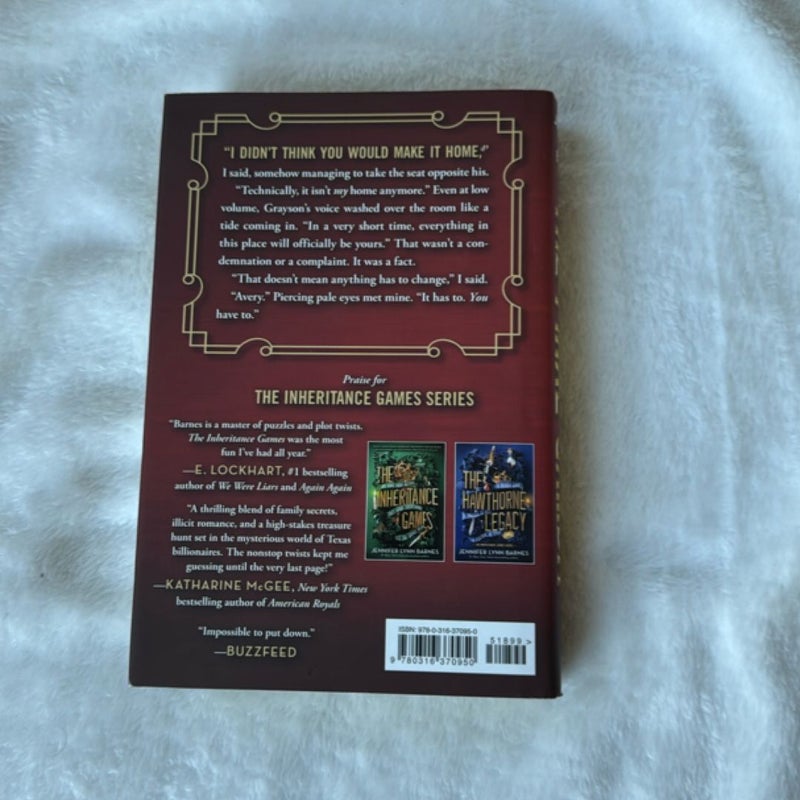 “I DIDN’T THINK YOU WOULD MAKE IT HOME,”
I said, somehow managing to take the seat opposite his.
“Technically, it isn’t my home anymore.” Even at low
volume, Grayson’s voice washed over the room like a
tide coming in. “In a very short time, everything in
this place will officially be yours.” That wasn’t a con-
demnation or a complaint. It was a fact.
“That doesn’t mean anything has to change,” I said.
“Avery.” Piercing pale eyes met mine. “It has to. You
have to.”
Praise for
THE INHERITANCE GAMES SERIES
“Barnes is a master of puzzles and plot twists.
The Inheritance Games was the most
fun I’ve had all year.”
—E. LOCKHART, #1 bestselling
author of We Were Liars and Again Again
“A thrilling blend of family secrets,
illicit romance, and a high-stakes treasure
hunt set in the mysterious world of Texas
billionaires. The nonstop twists kept me
guessing until the very last page!”
—KATHARINE McGEE, New York Times
bestselling author of American Royals
“Impossible to put down.”
—BUZZFEED
THE
INHERITANCE
GAMES
JENNIFER LYNN BARNES
THE
HAWTHORNE
LEGACY
JENNIFER LYNN BARNES
ISBN: 978-0-316-37095-0
51899>
9 780316 370950